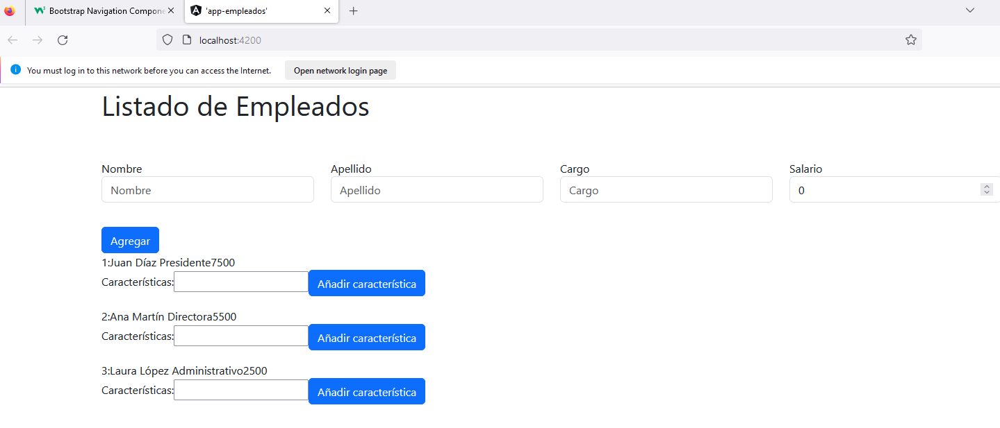 Bootstrap Navigation Compone
'app-empleados'
localhost:4200
You must log in to this network before you can access the Internet. Open network login page
Listado de Empleados
Nombre Apellido Cargo Salario
Nombre Apellido Cargo 0
Agregar
1:Juan Díaz Presidente7500
Características: Añadir característica
2:Ana Martín Directora5500
Características: Añadir característica
3:Laura López Administrativo2500
Características: Añadir característica